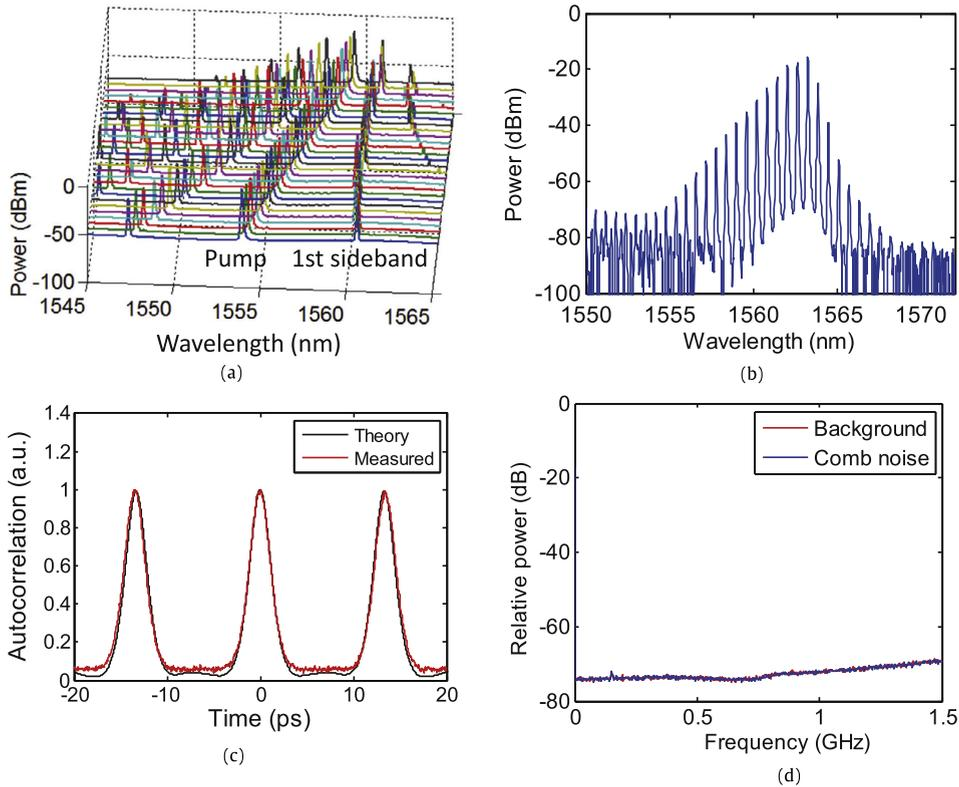 Power (dBm)
0
-50
-100
Pump 1st sideband
1545 1550 1555 1560 1565
Wavelength (nm)
(a)
Power (dBm)
0
-20
-40
-60
-80
-100
1550 1555 1560 1565 1570
Wavelength (nm)
(b)
Autocorrelation (a.u.)
1.4
1.2
1
0.8
0.6
0.4
0.2
0
Theory
Measured
-20 -10 0 10 20
Time (ps)
(c)
Relative power (dB)
0
-20
-40
-60
-80
Background
Comb noise
0 0.5 1 1.5
Frequency (GHz)
(d)